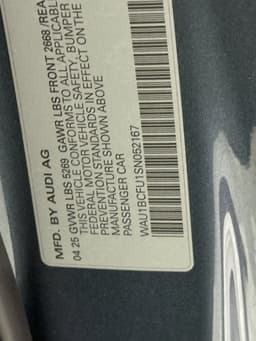 MFD. BY AUDI AG
04 25 GVWR LBS 5269 GAWR LBS FRONT 2668 /REA
THIS VEHICLE CONFORMS TO ALL APPLICABL
FEDERAL MOTOR VEHICLE SAFETY, BUMPER
PREVENTION STANDARDS IN EFFECT ON THE
MANUFACTURE SHOWN ABOVE
PASSENGER CAR
WAU1BCFU1SN052167